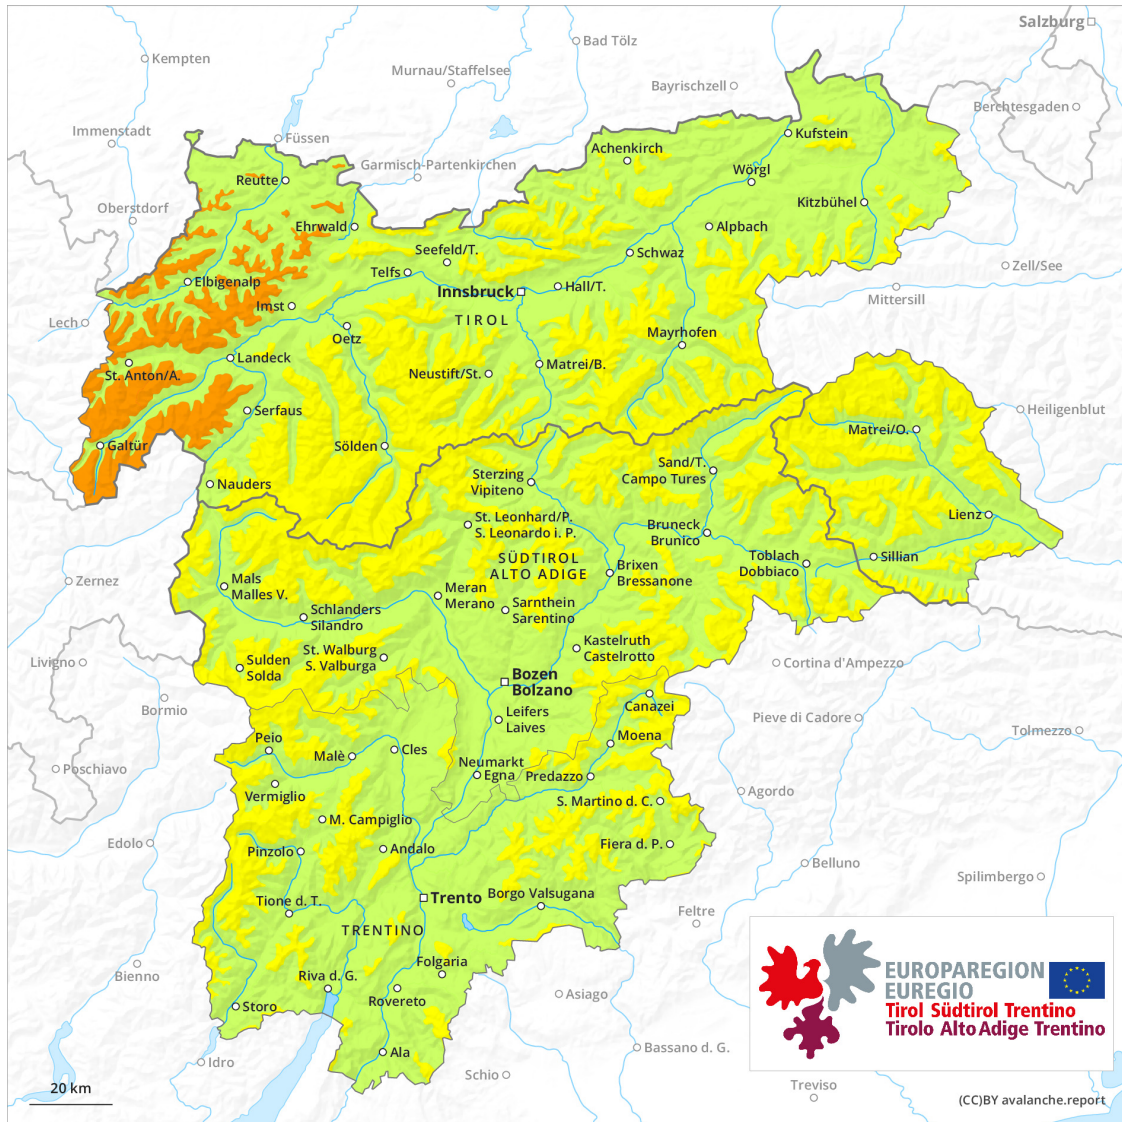 Salzburg
Bad Tölz
Kempten
Murnau/Staffelsee
Bayrischzell
Berchtesgaden
Immenstadt
Füssen
Kufstein
Achenkirch
Garmisch-Partenkirchen
Wörgl
Reutte
Oberstdorf
Kitzbühel
Ehrwald
Alpbach
Seefeld/T.
Schwaz
Telfs
Zell/See
Elbigenalp
Innsbruck
Hall/T.
Mittersill
Imst
TIROL
Lech
Oetz
Mayrhofen
Landeck
Matrei/B.
St. Anton/A.
Neustift/St.
Serfaus
Heiligenblut
Matrei/O.
Galtür
Sölden
Sand/T.
Campo Tures
Sterzing
Vipiteno
Nauders
Lienz
St. Leonhard/P.
S. Leonardo i. P.
Bruneck
Brunico
SÜDTIROL
ALTO ADIGE
Toblach
Dobbiaco
Sillian
Brixen
Bressanone
Zernez
Mals
Malles V.
Meran
Merano
Sarnthein
Sarentino
Schlanders
Silandro
Kastelruth
Castelrotto
St. Walburg
S. Valburga
Livigno
Sulden
Solda
Cortina d'Ampezzo
Bozen
Bolzano
Canazei
Bormio
Leifers
Laives
Pieve di Cadore
Tolmezzo
Peio
Moena
Cles
Malè
Neumarkt
Egna
Predazzo
Poschiavo
Vermiglio
Agordo
S. Martino d. C.
M. Campiglio
Edolo
Pinzolo
Andalo
Fiera d. P.
Belluno
Spilimbergo
Trento
Borgo Valsugana
Tione d. T.
Feltre
TRENTINO
Folgaria
Bienno
Riva d. G.
Rovereto
Asiago
Storo
Ala
Bassano d. G.
Idro
Schio
Treviso
EUROPAREGION
EUREGIO
Tirol Südtirol Trentino
Tirolo Alto Adige Trentino
20 km
(CC)BY avalanche.report